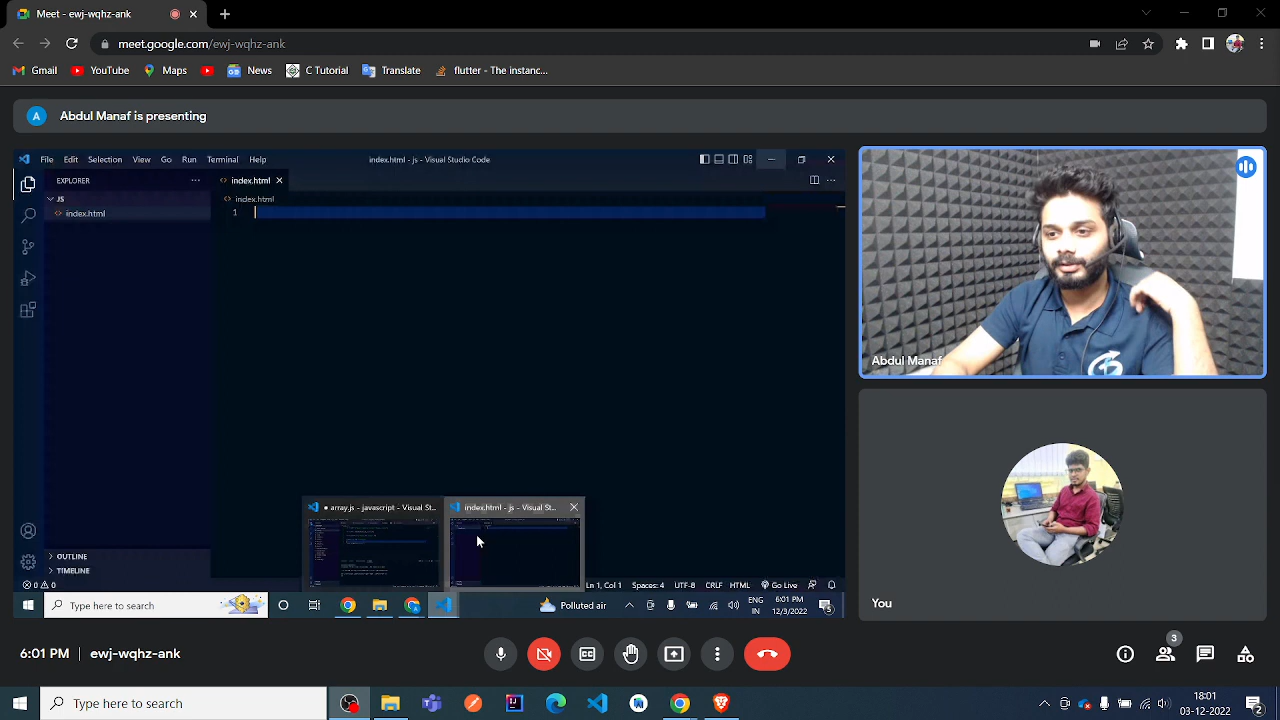 Meet - ewj-wqhz-ank
meet.google.com/ewj-wqhz-ank
Gmail
YouTube
Maps
News
C Tutorial
Translate
flutter - The instanc...
A
Abdul Manaf is presenting
File Edit Selection View Go Run Terminal Help
index.html - js - Visual Studio Code
EXPLORER
index.html
JS
index.html
index.html
1
OUTLINE
TIMELINE
array.js - javascript - Visual St...
index.html - js - Visual St...
0 0
Ln 1, Col 1 Spaces: 4 UTF-8 CRLF HTML Go Live
Type here to search
Polluted air
ENG
IN
6:01 PM
12/3/2022
Abdul Manaf
You
6:01 PM | ewj-wqhz-ank
3
Type here to search
18:01
03-12-2022
2